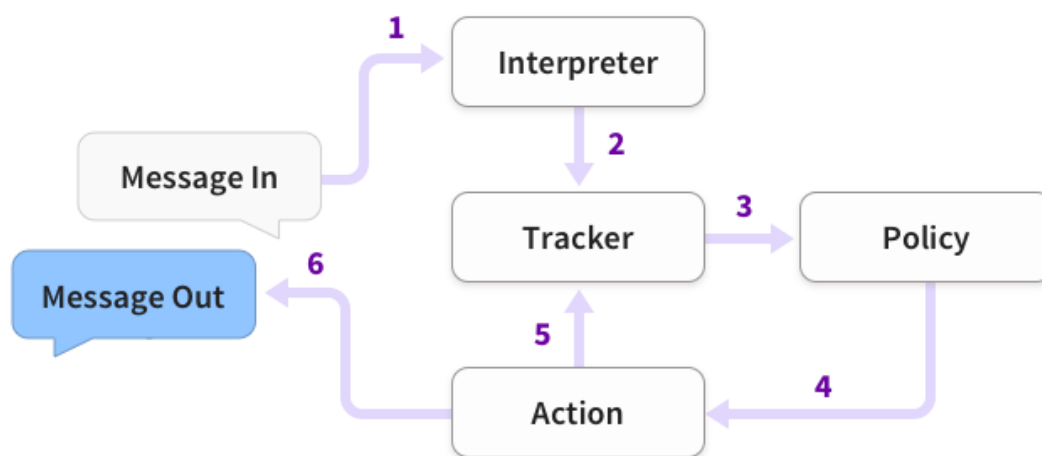 1
Interpreter
2
Message In
Tracker
3
Policy
6
Message Out
5
4
Action